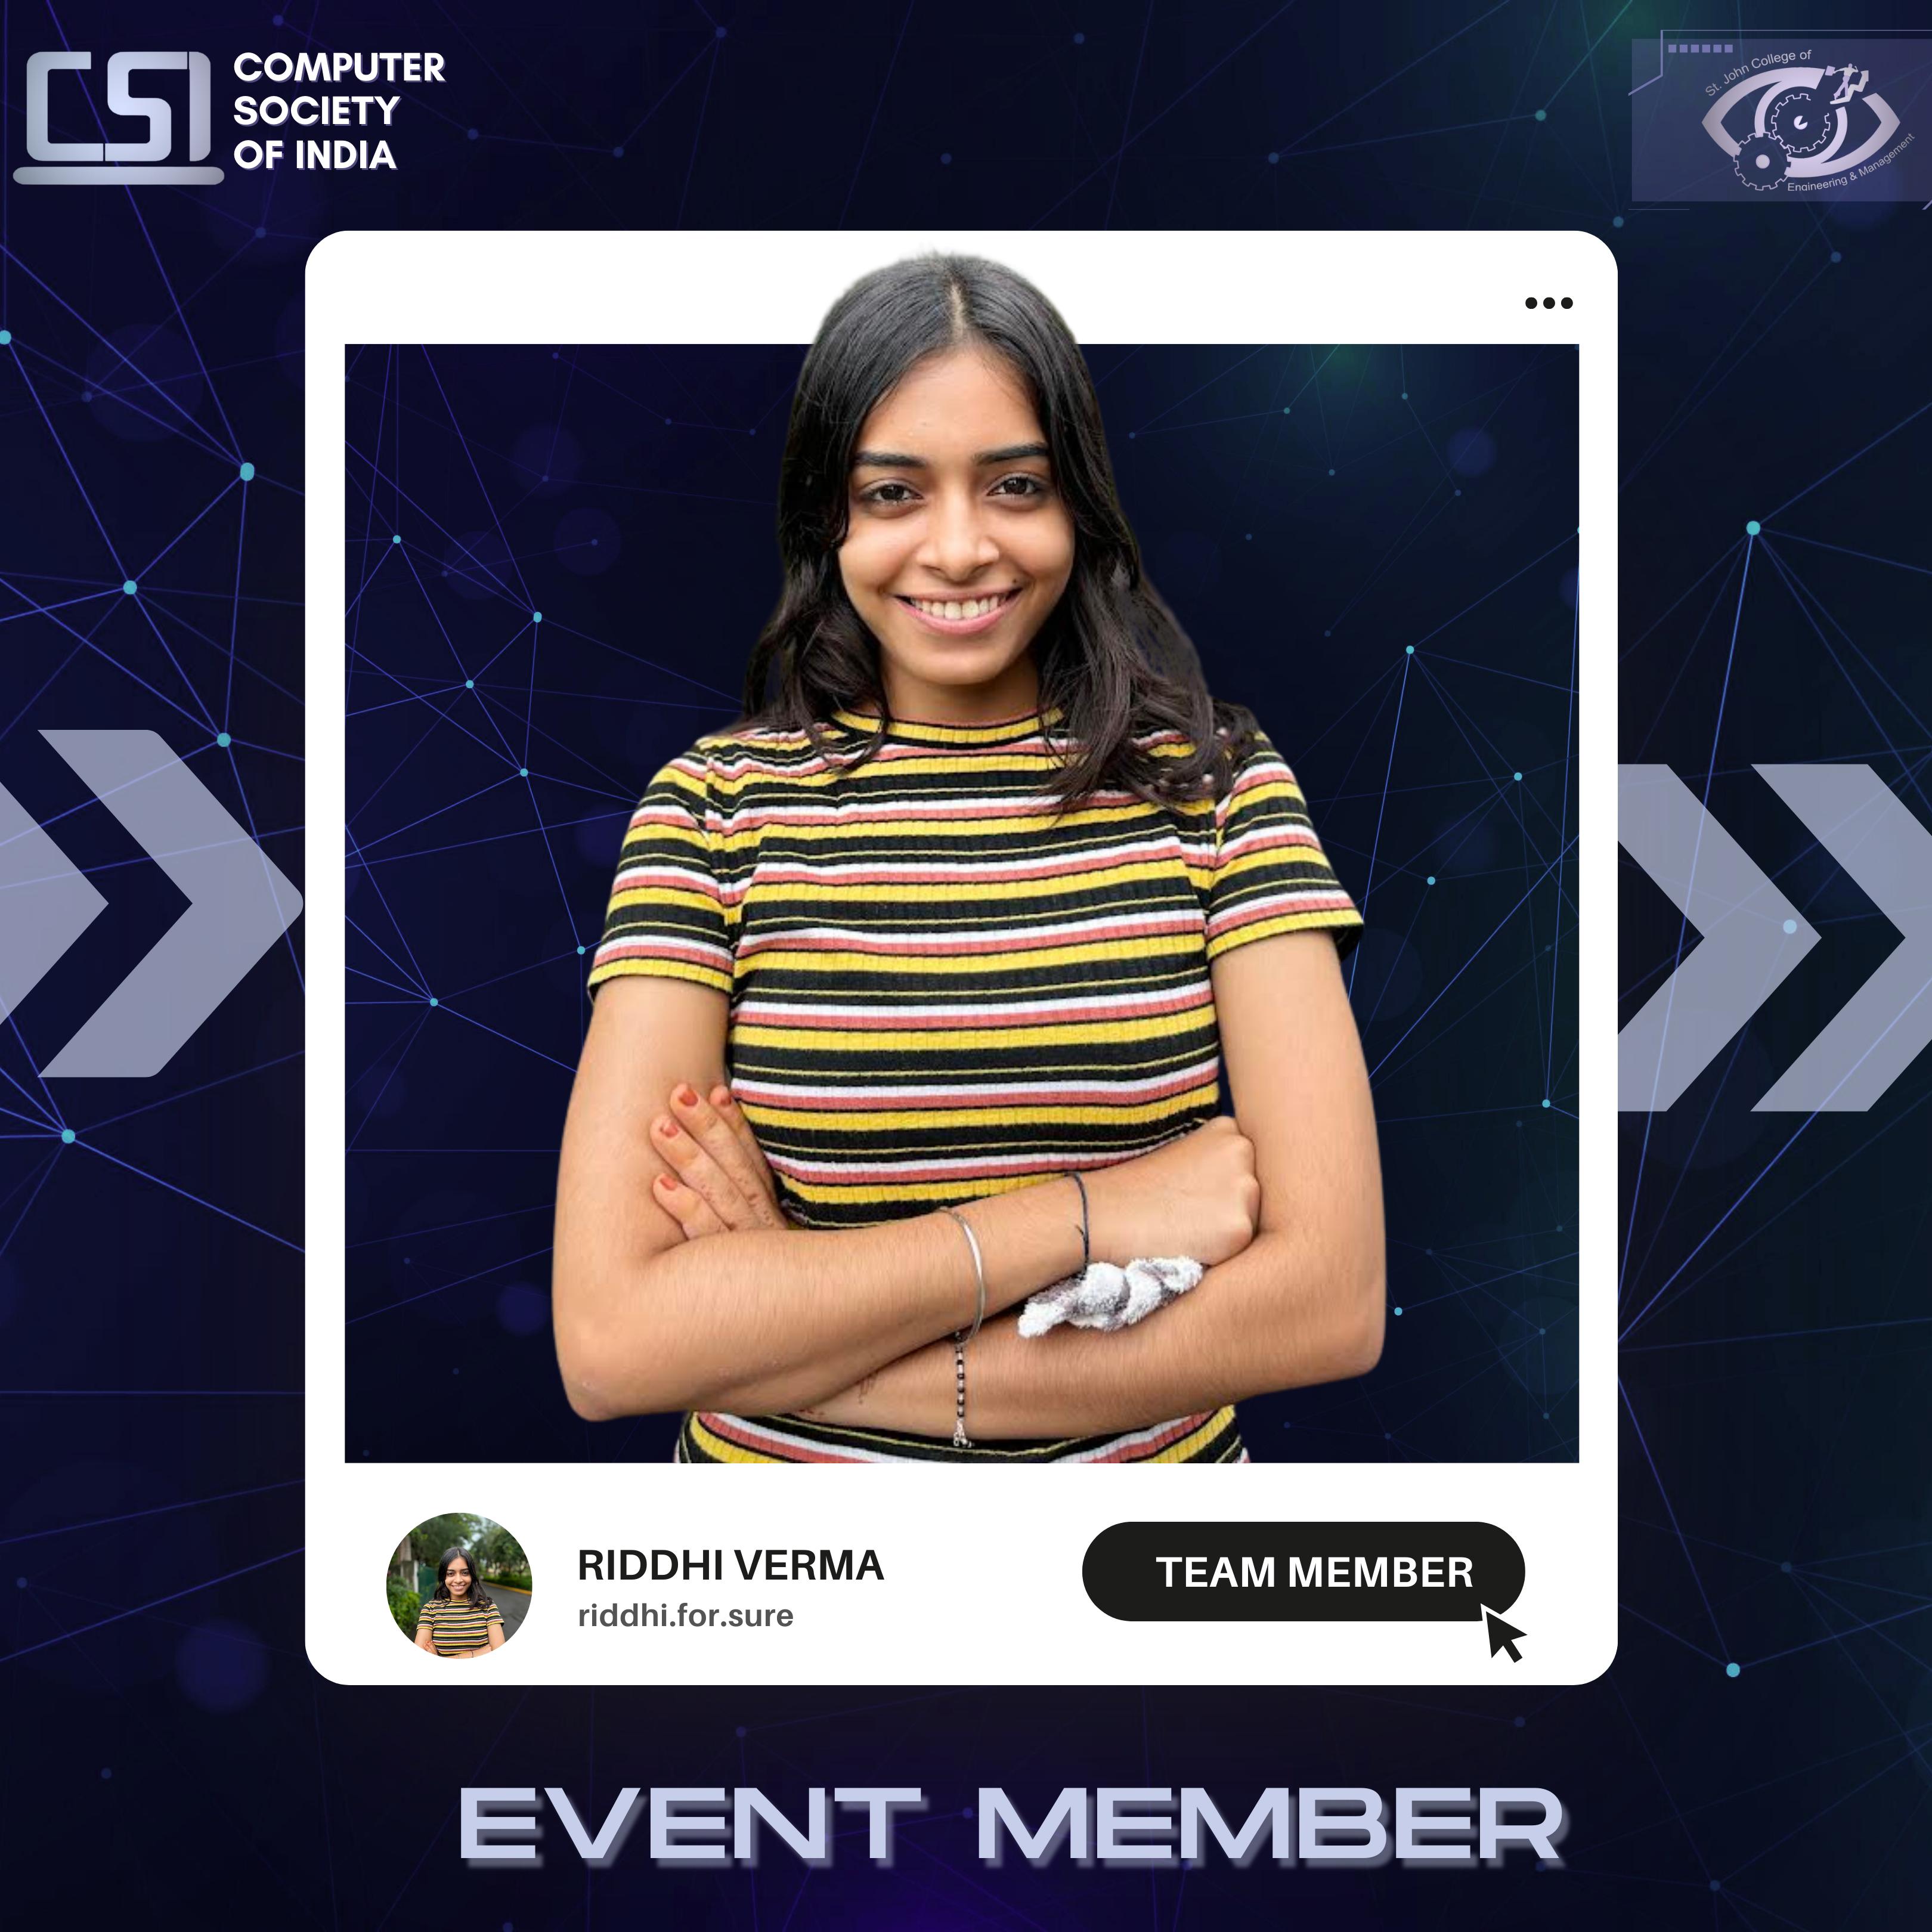 CSI
COMPUTER
SOCIETY
OF INDIA
St. John College of
Engineering & Management
RIDDHI VERMA
riddhi.for.sure
TEAM MEMBER
EVENT MEMBER